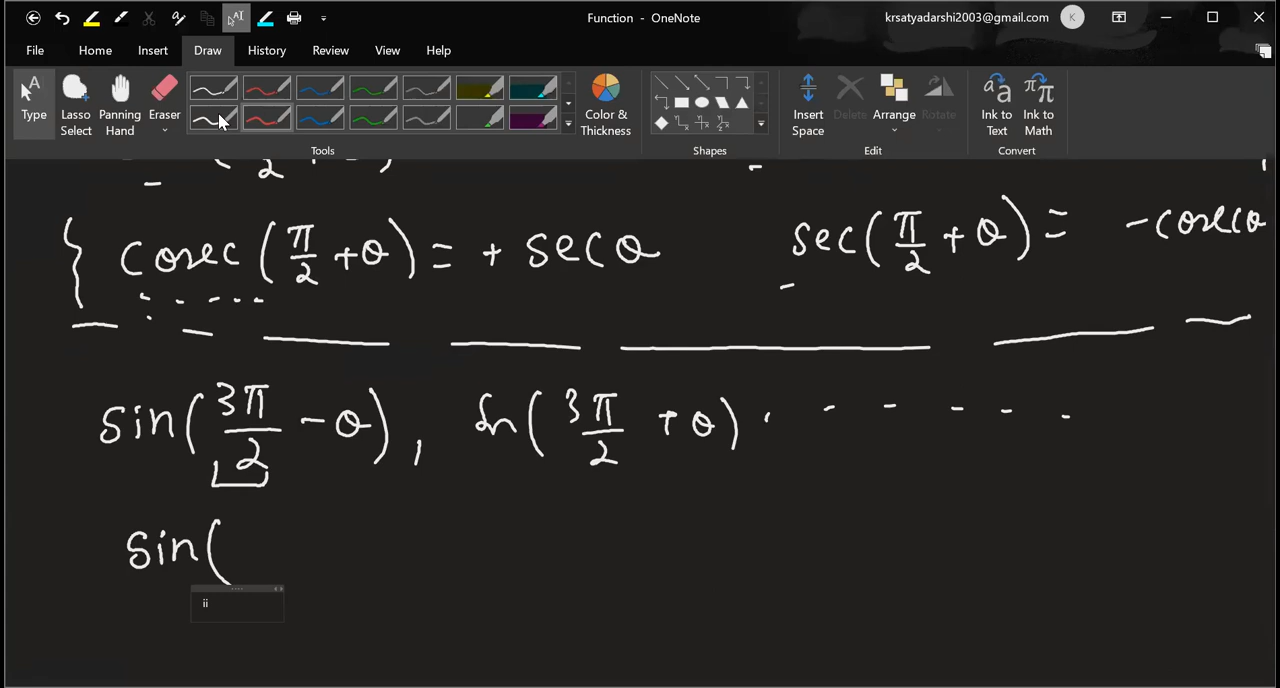 Function - OneNote
krsatyadarshi2003@gmail.com K
File Home Insert Draw History Review View Help
Type Lasso Select Panning Hand Eraser Color & Thickness Insert Space Delete Arrange Rotate Ink to Text Ink to Math
Tools Shapes Edit Convert
cosec(π/2 + θ) = + sec θ sec(π/2 + θ) = - cosec θ
sin(3π/2 - θ), sin(3π/2 + θ) . - - - - -
sin(
ii